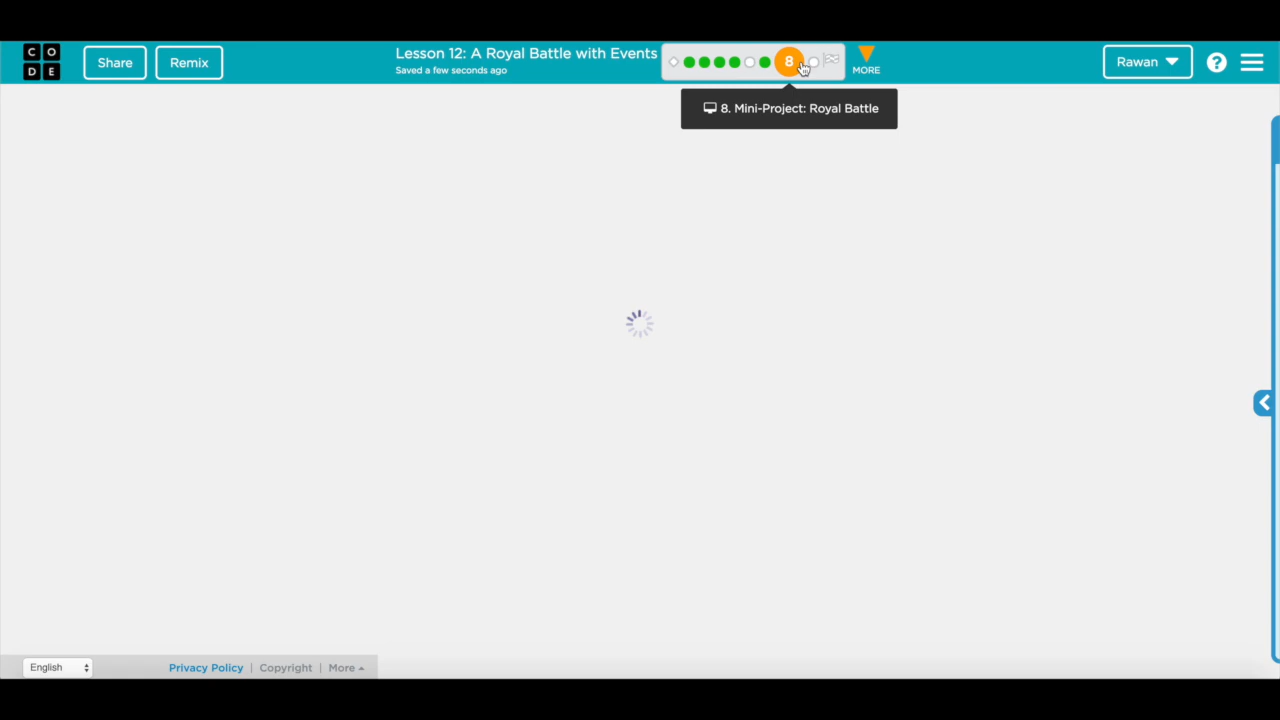 C O
D E
Share
Remix
Lesson 12: A Royal Battle with Events
Saved a few seconds ago
8
MORE
Rawan
?
8. Mini-Project: Royal Battle
English
Privacy Policy | Copyright | More